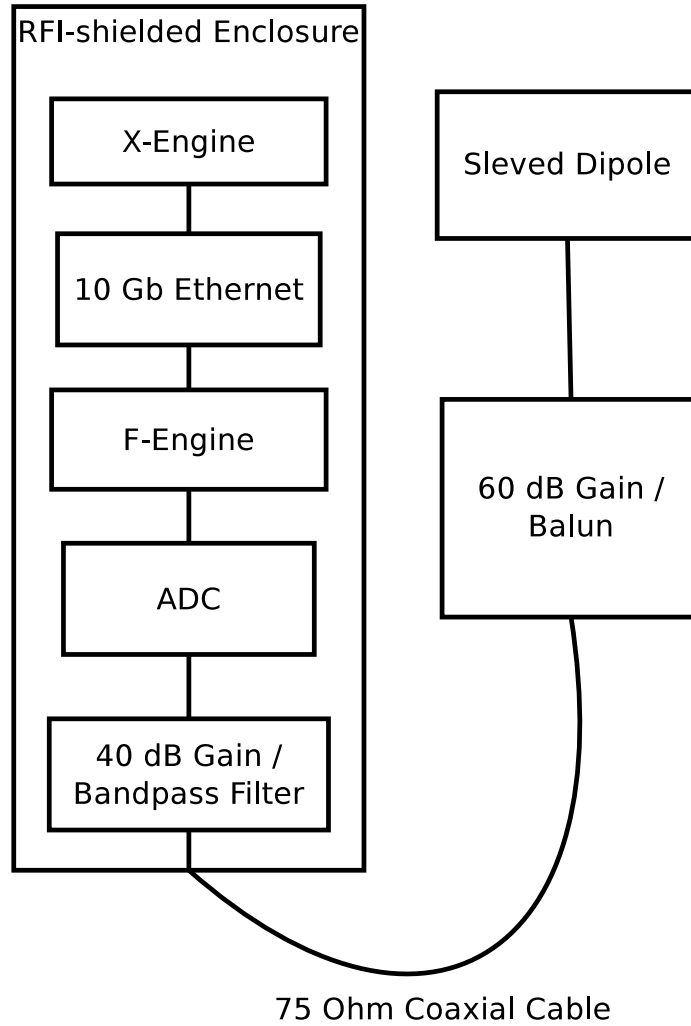 RFI-shielded Enclosure
X-Engine
10 Gb Ethernet
F-Engine
ADC
40 dB Gain /
Bandpass Filter
Sleved Dipole
60 dB Gain /
Balun
75 Ohm Coaxial Cable